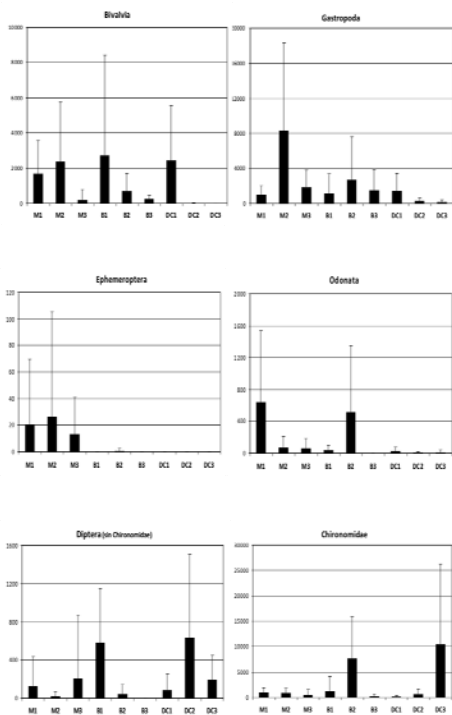 Bivalvia
10000
8000
6000
4000
2000
0
M1 M2 M3 B1 B2 B3 DC1 DC2 DC3
Gastropoda
12000
8000
4000
0
M1 M2 M3 B1 B2 B3 DC1 DC2 DC3
Ephemeroptera
120
100
80
60
40
20
0
M1 M2 M3 B1 B2 B3 DC1 DC2 DC3
Odonata
2000
1600
1200
800
400
0
M1 M2 M3 B1 B2 B3 DC1 DC2 DC3
Diptera (sin Chironomidae)
1600
1200
800
400
0
M1 M2 M3 B1 B2 B3 DC1 DC2 DC3
Chironomidae
30000
25000
20000
15000
10000
5000
0
M1 M2 M3 B1 B2 B3 DC1 DC2 DC3